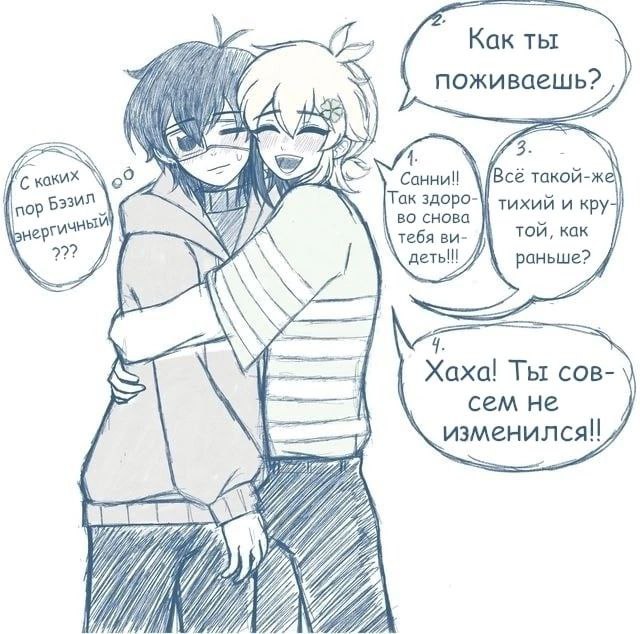 1.
Санни!!
Так здоро-
во снова
тебя ви-
деть!!!
2.
Как ты
поживаешь?
3.
Всё такой-же
тихий и кру-
той, как
раньше?
4.
Хаха! Ты сов-
сем не
изменился!!
С каких
пор Бэзил
энергичный
???